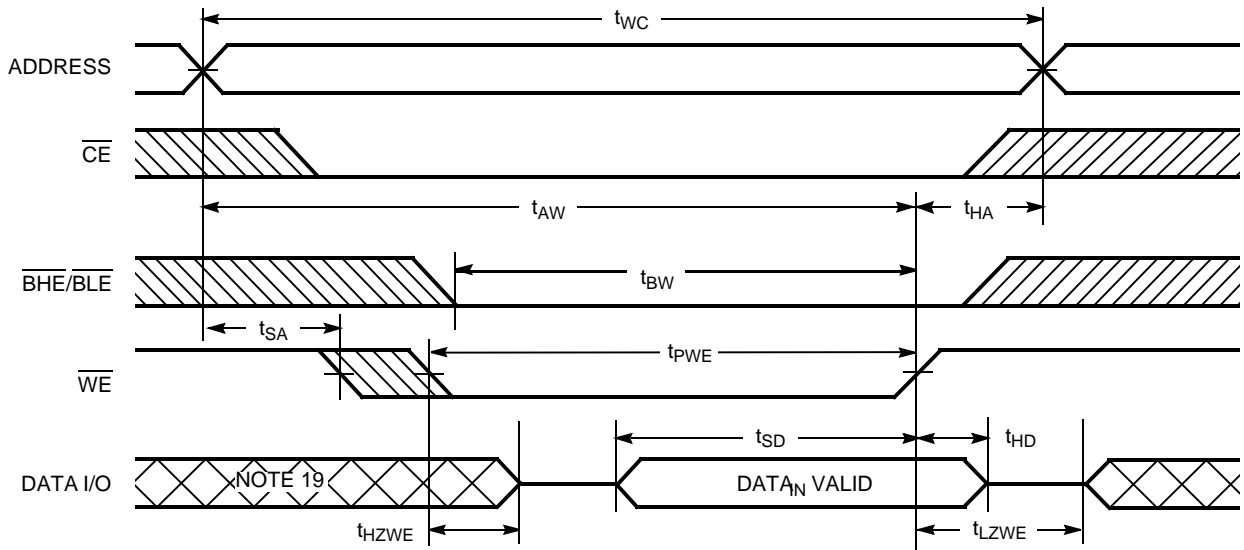 tWC
ADDRESS
CE
tAW
tHA
BHE/BLE
tBW
tSA
tPWE
WE
tSD
tHD
DATA I/O
NOTE 19
DATAIN VALID
tHZWE
tLZWE